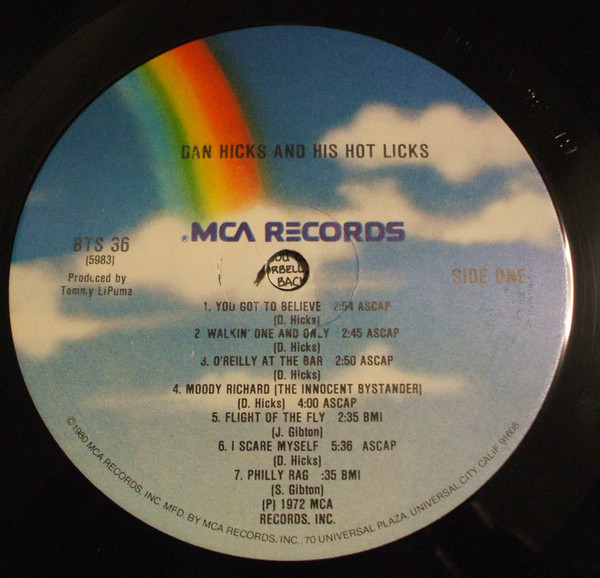 DAN HICKS AND HIS HOT LICKS
®MCA RECORDS
BTS 36
(5983)
Produced by
Tommy LiPuma
SIDE ONE
BACK
1. YOU GOT TO BELIEVE 2:54 ASCAP
(D. Hicks)
2 WALKIN' ONE AND ONLY 2:45 ASCAP
(D. Hicks)
3. O'REILLY AT THE BAR 2:50 ASCAP
(D. Hicks)
4. MOODY RICHARD (THE INNOCENT BYSTANDER)
(D. Hicks) 4:00 ASCAP
5. FLIGHT OF THE FLY 2:35 BMI
(J. Gibton)
6. I SCARE MYSELF 5:36 ASCAP
(D. Hicks)
7. PHILLY RAG :35 BMI
(S. Gibton)
(P) 1972 MCA
RECORDS, INC.
©1980 MCA RECORDS, INC. MFD. BY MCA RECORDS, INC., 70 UNIVERSAL PLAZA, UNIVERSAL CITY, CALIF. 91608